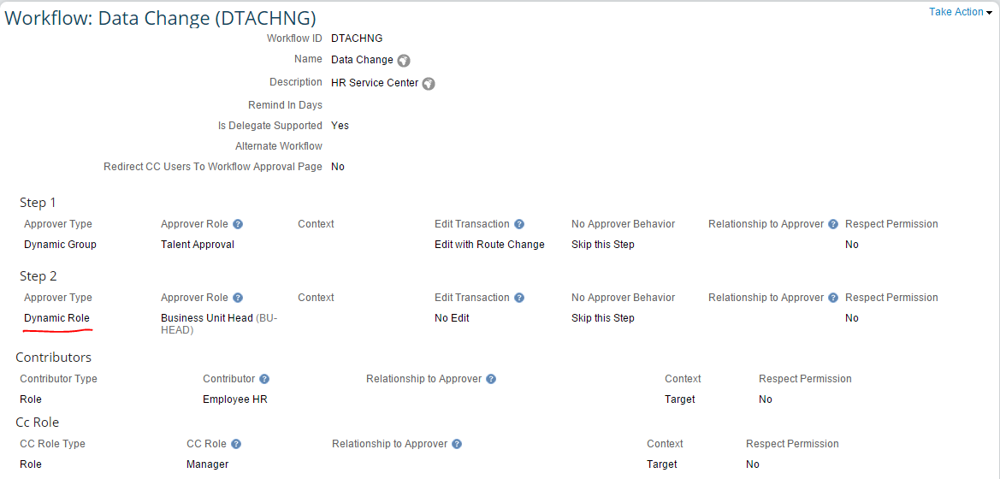 Workflow: Data Change (DTACHNG)
Take Action
Workflow ID DTACHNG
Name Data Change
Description HR Service Center
Remind In Days
Is Delegate Supported Yes
Alternate Workflow
Redirect CC Users To Workflow Approval Page No
Step 1
Approver Type Approver Role ? Context Edit Transaction ? No Approver Behavior Relationship to Approver ? Respect Permission
Dynamic Group Talent Approval Edit with Route Change Skip this Step No
Step 2
Approver Type Approver Role ? Context Edit Transaction ? No Approver Behavior Relationship to Approver ? Respect Permission
Dynamic Role Business Unit Head (BU- No Edit Skip this Step No
HEAD)
Contributors
Contributor Type Contributor ? Relationship to Approver ? Context Respect Permission
Role Employee HR Target No
Cc Role
CC Role Type CC Role ? Relationship to Approver ? Context Respect Permission
Role Manager Target No